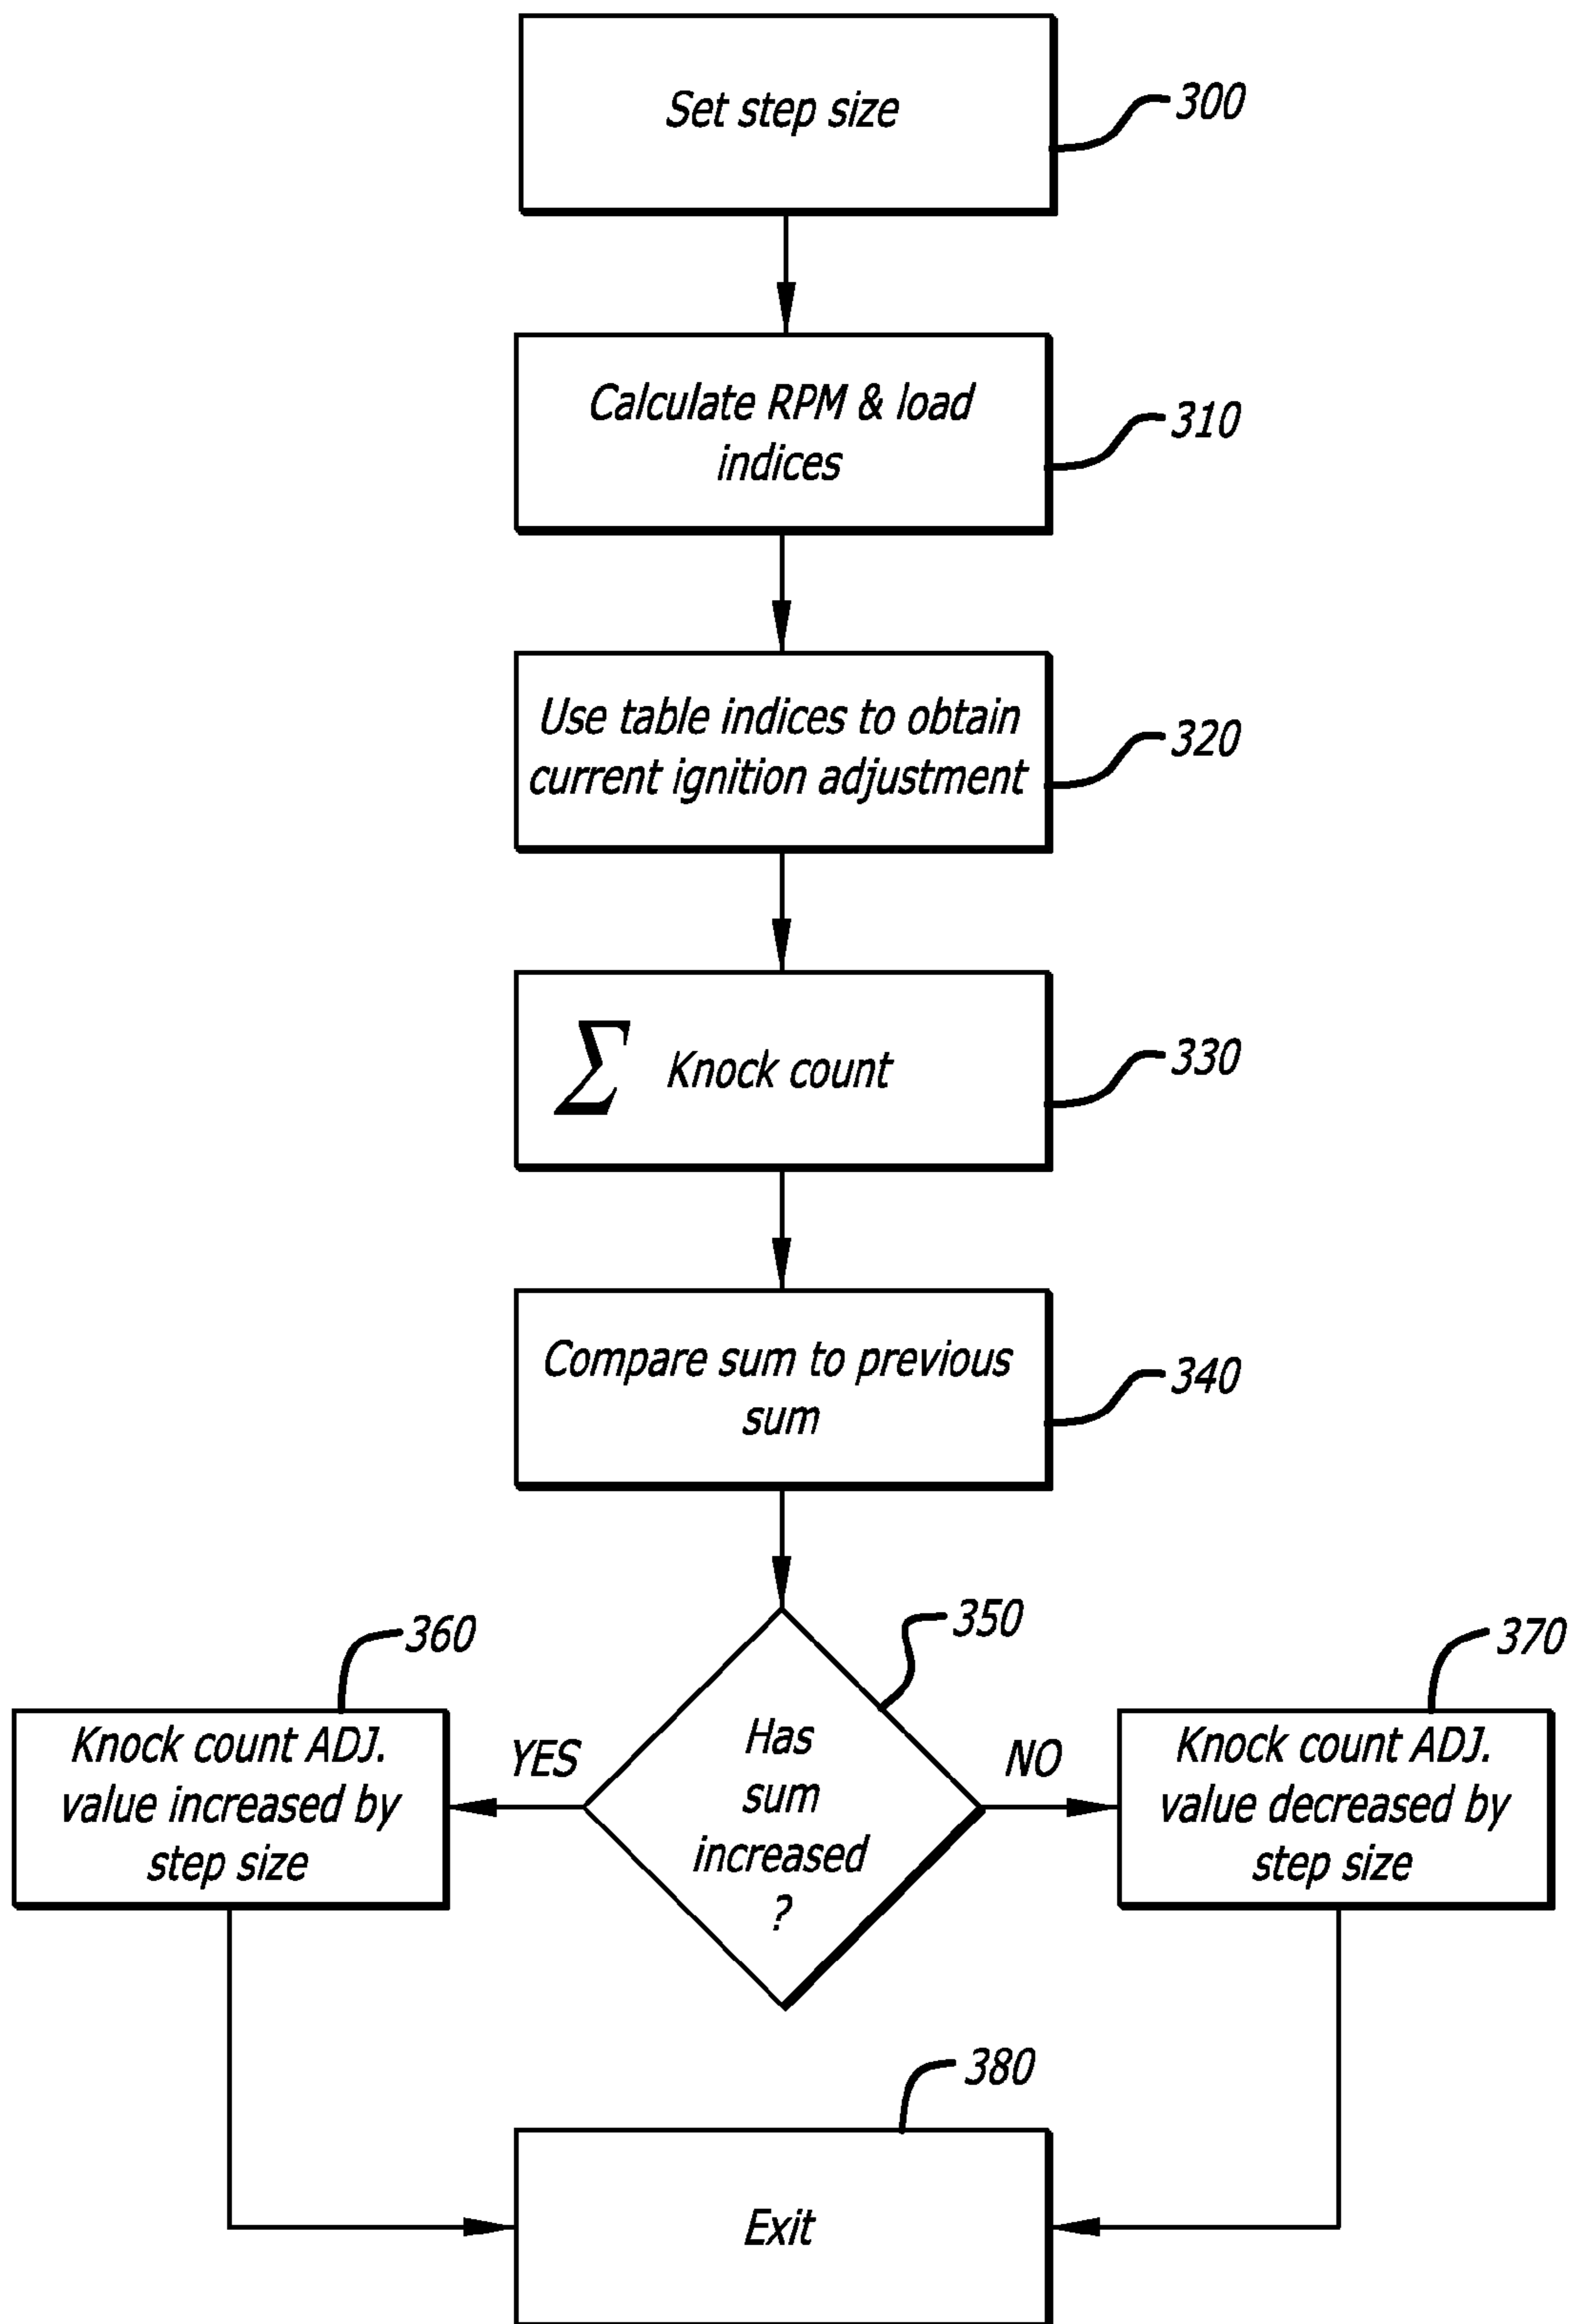 Set step size
300
Calculate RPM & load
indices
310
Use table indices to obtain
current ignition adjustment
320
Σ Knock count
330
Compare sum to previous
sum
340
350
Has
sum
increased
?
YES
NO
360
Knock count ADJ.
value increased by
step size
370
Knock count ADJ.
value decreased by
step size
380
Exit